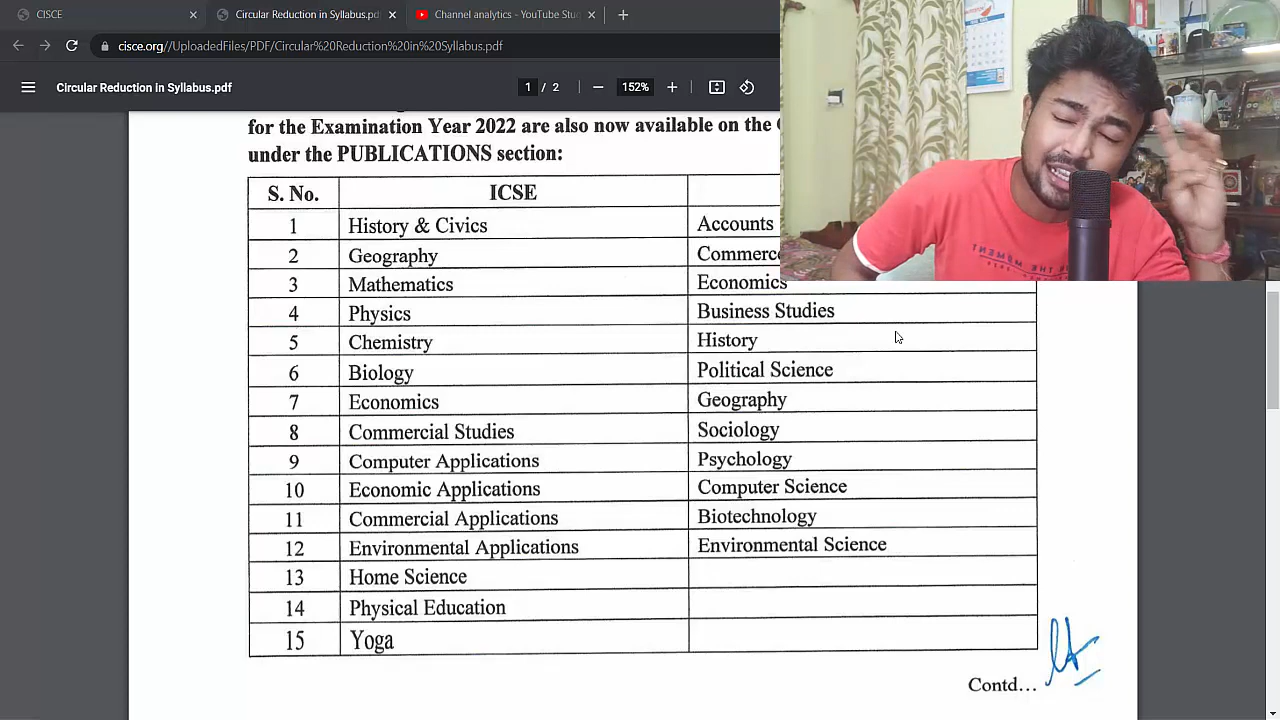 CISCE
Circular Reduction in Syllabus.pd
Channel analytics - YouTube Stu
cisce.org//UploadedFiles/PDF/Circular%20Reduction%20in%20Syllabus.pdf
Circular Reduction in Syllabus.pdf
1 / 2
152%
for the Examination Year 2022 are also now available on the
under the PUBLICATIONS section:
S. No. ICSE
1 History & Civics Accounts
2 Geography Commerce
3 Mathematics Economics
4 Physics Business Studies
5 Chemistry History
6 Biology Political Science
7 Economics Geography
8 Commercial Studies Sociology
9 Computer Applications Psychology
10 Economic Applications Computer Science
11 Commercial Applications Biotechnology
12 Environmental Applications Environmental Science
13 Home Science
14 Physical Education
15 Yoga
Contd...